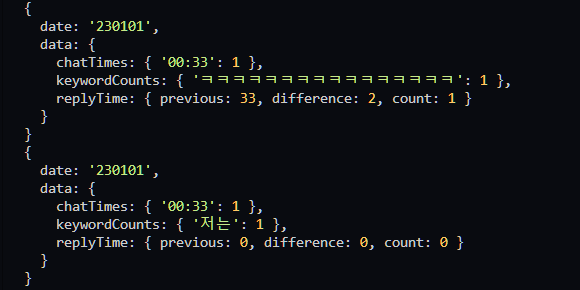 {
date: '230101',
data: {
chatTimes: { '00:33': 1 },
keywordCounts: { 'ㅋㅋㅋㅋㅋㅋㅋㅋㅋㅋㅋㅋㅋㅋㅋㅋ': 1 },
replyTime: { previous: 33, difference: 2, count: 1 }
}
}
{
date: '230101',
data: {
chatTimes: { '00:33': 1 },
keywordCounts: { '저는': 1 },
replyTime: { previous: 0, difference: 0, count: 0 }
}
}